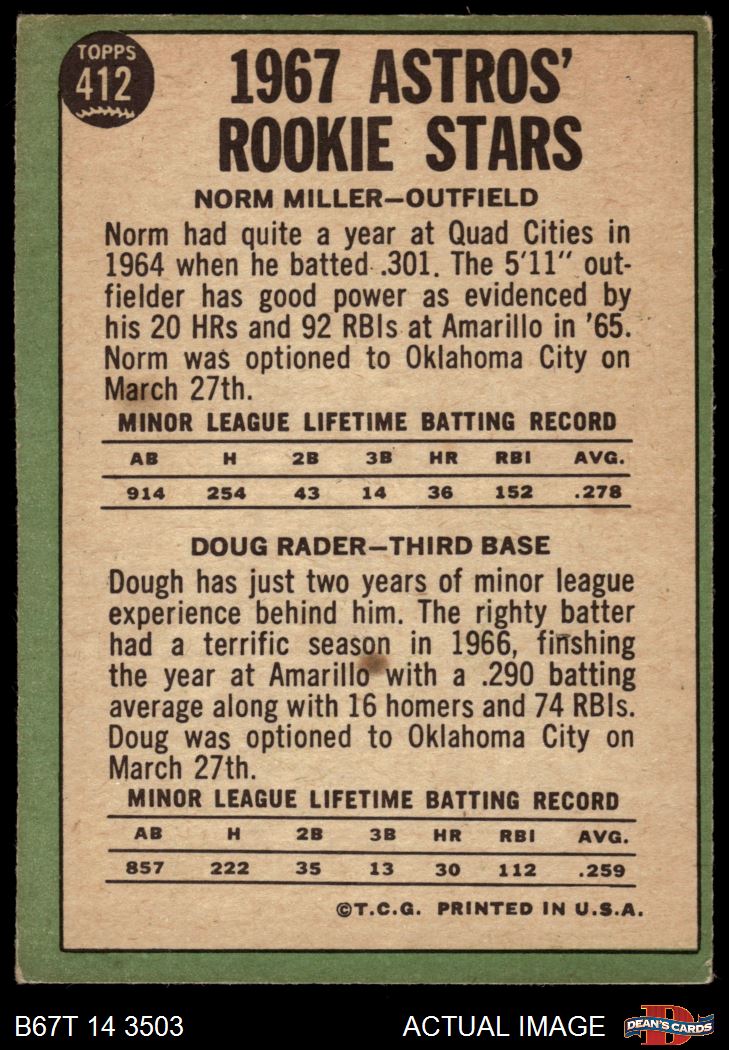 TOPPS
412
1967 ASTROS'
ROOKIE STARS
NORM MILLER—OUTFIELD
Norm had quite a year at Quad Cities in
1964 when he batted .301. The 5'11" out-
fielder has good power as evidenced by
his 20 HRs and 92 RBIs at Amarillo in '65.
Norm was optioned to Oklahoma City on
March 27th.
MINOR LEAGUE LIFETIME BATTING RECORD
AB H 2B 3B HR RBI AVG.
914 254 43 14 36 152 .278
DOUG RADER—THIRD BASE
Dough has just two years of minor league
experience behind him. The righty batter
had a terrific season in 1966, finshing
the year at Amarillo with a .290 batting
average along with 16 homers and 74 RBIs.
Doug was optioned to Oklahoma City on
March 27th.
MINOR LEAGUE LIFETIME BATTING RECORD
AB H 2B 3B HR RBI AVG.
857 222 35 13 30 112 .259
©T.C.G. PRINTED IN U.S.A.
B67T 14 3503 ACTUAL IMAGE DEAN'S CARDS